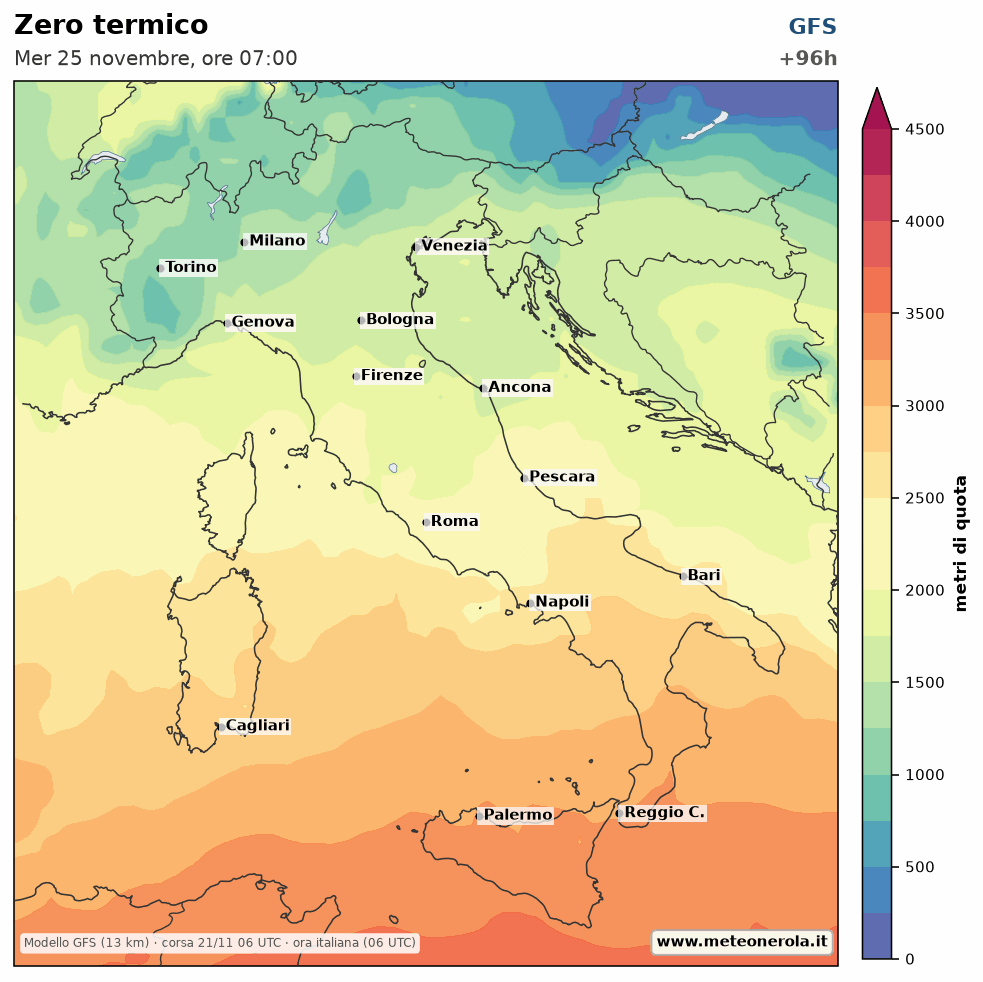 Zero termico
GFS
Mer 25 novembre, ore 07:00
+96h
4500
4000
3500
3000
2500
2000
1500
1000
500
0
metri di quota
Milano
Venezia
Torino
Genova
Bologna
Firenze
Ancona
Pescara
Roma
Bari
Napoli
Cagliari
Palermo
Reggio C.
Modello GFS (13 km) · corsa 21/11 06 UTC · ora italiana (06 UTC)
www.meteonerola.it